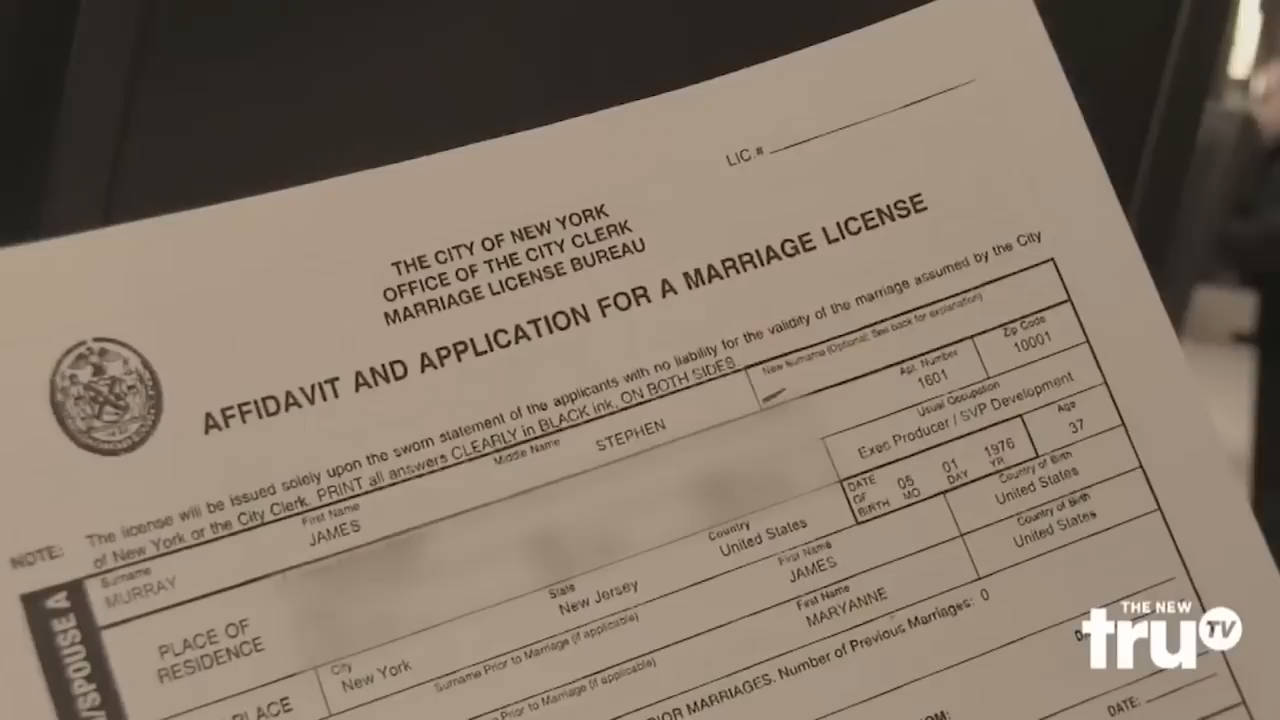 LIC.#
THE CITY OF NEW YORK
OFFICE OF THE CITY CLERK
MARRIAGE LICENSE BUREAU
AFFIDAVIT AND APPLICATION FOR A MARRIAGE LICENSE
NOTE: The license will be issued solely upon the sworn statement of the applicants with no liability for the validity of the marriage assumed by the City
of New York or the City Clerk. PRINT all answers CLEARLY in BLACK ink, ON BOTH SIDES.
Surname First Name Middle Name New Surname (Optional: See back for explanation)
MURRAY JAMES STEPHEN
Apt. Number Zip Code
1601 10001
PLACE OF
RESIDENCE
State Country
New Jersey United States
Usual Occupation
Exec Producer / SVP Development
DATE
OF
BIRTH
05 01 1976
MO DAY YR
Age
37
City
New York
Surname Prior to Marriage (if applicable) First Name Country of Birth
JAMES United States
Surname Prior to Marriage (if applicable) First Name Country of Birth
MARYANNE United States
MARRIAGES. Number of Previous Marriages: 0
DATE:
/SPOUSE A
THE NEW
truTV